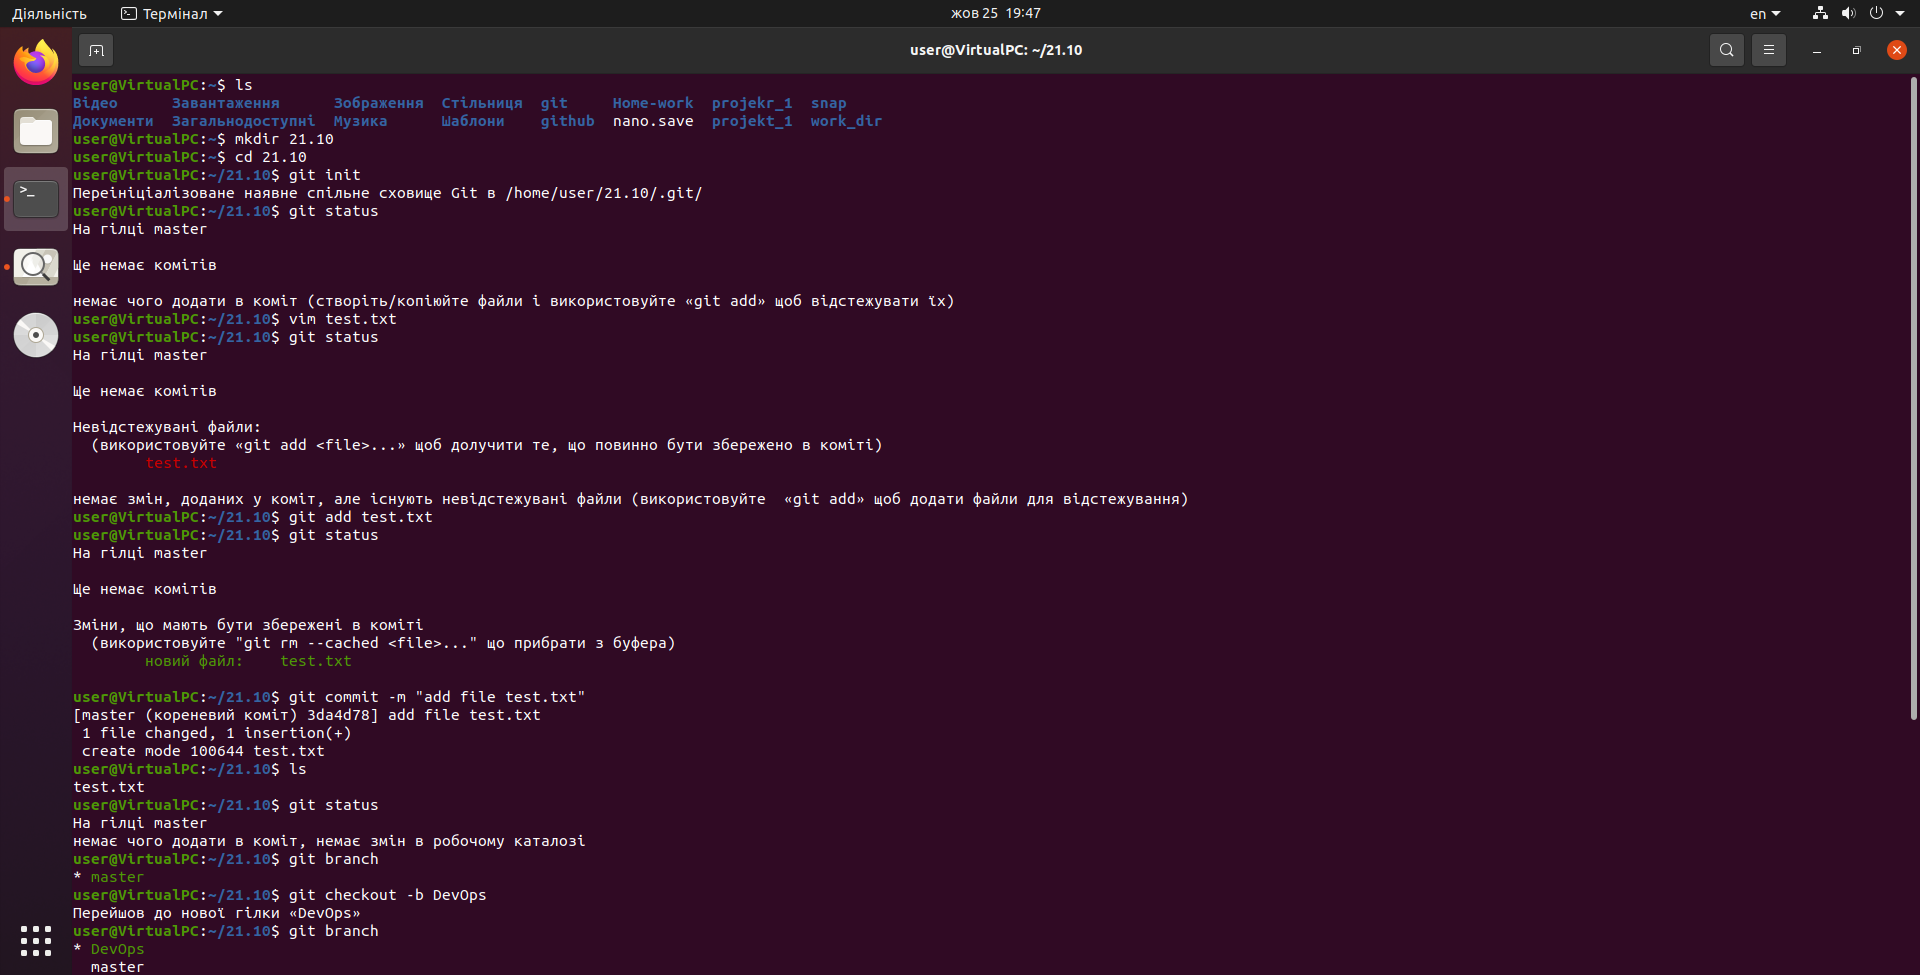 Діяльність Термінал жов 25 19:47 en
user@VirtualPC: ~/21.10
user@VirtualPC:~$ ls
Відео      Завантаження      Зображення  Стільниця  git     Home-work  projekr_1  snap
Документи  Загальнодоступні  Музика      Шаблони    github  nano.save  projekt_1  work_dir
user@VirtualPC:~$ mkdir 21.10
user@VirtualPC:~$ cd 21.10
user@VirtualPC:~/21.10$ git init
Переініціалізоване наявне спільне сховище Git в /home/user/21.10/.git/
user@VirtualPC:~/21.10$ git status
На гілці master
Ще немає комітів
немає чого додати в коміт (створіть/копіюйте файли і використовуйте «git add» щоб відстежувати їх)
user@VirtualPC:~/21.10$ vim test.txt
user@VirtualPC:~/21.10$ git status
На гілці master
Ще немає комітів
Невідстежувані файли:
  (використовуйте «git add <file>...» щоб долучити те, що повинно бути збережено в коміті)
        test.txt
немає змін, доданих у коміт, але існують невідстежувані файли (використовуйте  «git add» щоб додати файли для відстежування)
user@VirtualPC:~/21.10$ git add test.txt
user@VirtualPC:~/21.10$ git status
На гілці master
Ще немає комітів
Зміни, що мають бути збережені в коміті
  (використовуйте "git rm --cached <file>..." що прибрати з буфера)
        новий файл:    test.txt
user@VirtualPC:~/21.10$ git commit -m "add file test.txt"
[master (кореневий коміт) 3da4d78] add file test.txt
 1 file changed, 1 insertion(+)
 create mode 100644 test.txt
user@VirtualPC:~/21.10$ ls
test.txt
user@VirtualPC:~/21.10$ git status
На гілці master
немає чого додати в коміт, немає змін в робочому каталозі
user@VirtualPC:~/21.10$ git branch
* master
user@VirtualPC:~/21.10$ git checkout -b DevOps
Перейшов до нової гілки «DevOps»
user@VirtualPC:~/21.10$ git branch
* DevOps
  master